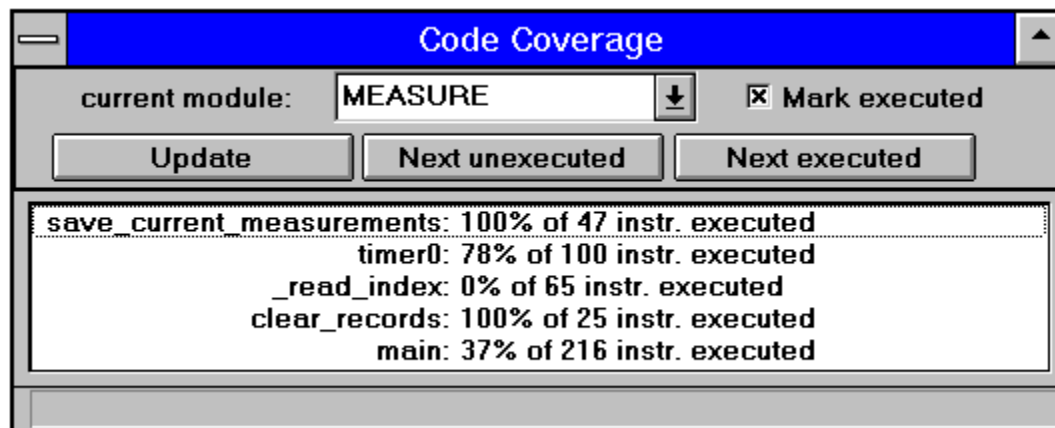 Code Coverage
current module: MEASURE Mark executed
Update Next unexecuted Next executed
save_current_measurements: 100% of 47 instr. executed
timer0: 78% of 100 instr. executed
_read_index: 0% of 65 instr. executed
clear_records: 100% of 25 instr. executed
main: 37% of 216 instr. executed